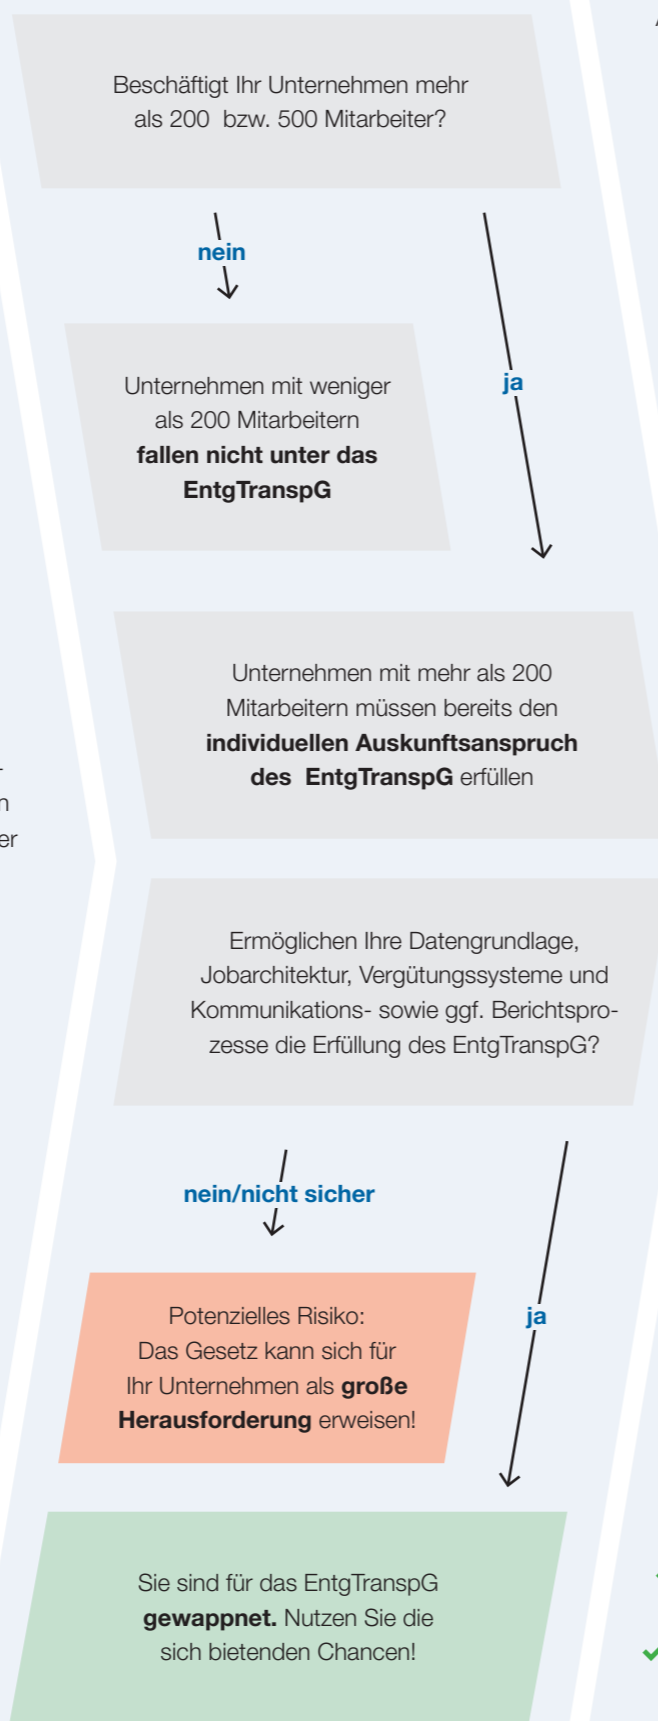 Beschäftigt Ihr Unternehmen mehr
als 200 bzw. 500 Mitarbeiter?
nein
ja
Unternehmen mit weniger
als 200 Mitarbeitern
fallen nicht unter das
EntgTranspG
Unternehmen mit mehr als 200
Mitarbeitern müssen bereits den
individuellen Auskunftsanspruch
des EntgTranspG erfüllen
Ermöglichen Ihre Datengrundlage,
Jobarchitektur, Vergütungssysteme und
Kommunikations- sowie ggf. Berichtspro-
zesse die Erfüllung des EntgTranspG?
nein/nicht sicher
ja
Potenzielles Risiko:
Das Gesetz kann sich für
Ihr Unternehmen als große
Herausforderung erweisen!
Sie sind für das EntgTranspG
gewappnet. Nutzen Sie die
sich bietenden Chancen!